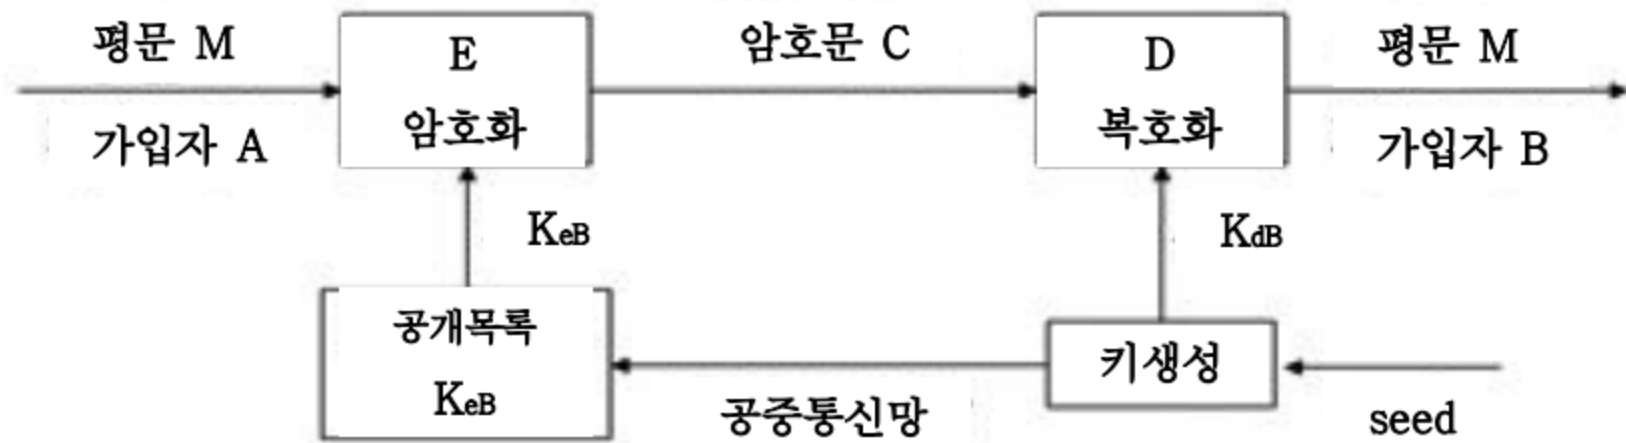 평문 M
E
암호문 C
D
평문 M
가입자 A
암호화
복호화
가입자 B
KeB
KdB
공개목록
KeB
키생성
공중통신망
seed